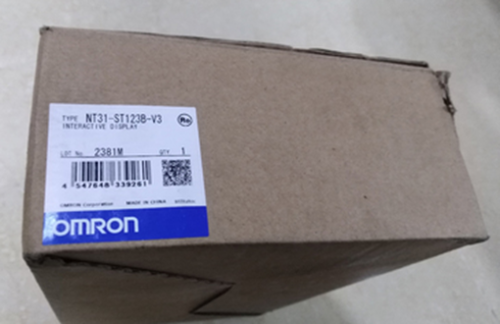 TYPE NT31-ST123B-V3
INTERACTIVE DISPLAY
LOT No. 2381M QTY. 1
4 547648 339261
OMRON Corporation MADE IN
OMRON